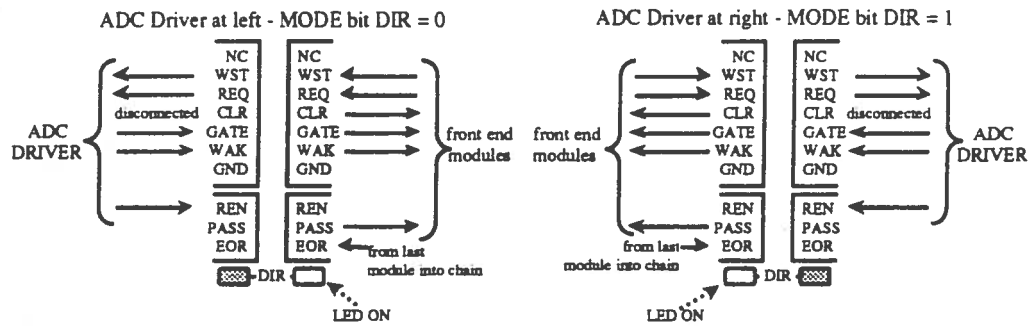 ADC Driver at left - MODE bit DIR = 0
NC NC
WST WST
REQ REQ
disconnected CLR CLR
ADC DRIVER
GATE GATE
WAK WAK
front end modules
GND GND
REN REN
PASS PASS
EOR EOR
from last module into chain
DIR
LED ON
ADC Driver at right - MODE bit DIR = 1
NC NC
WST WST
REQ REQ
CLR CLR disconnected
front end modules
GATE GATE
WAK WAK
ADC DRIVER
GND GND
REN REN
PASS PASS
EOR EOR
from last module into chain
DIR
LED ON